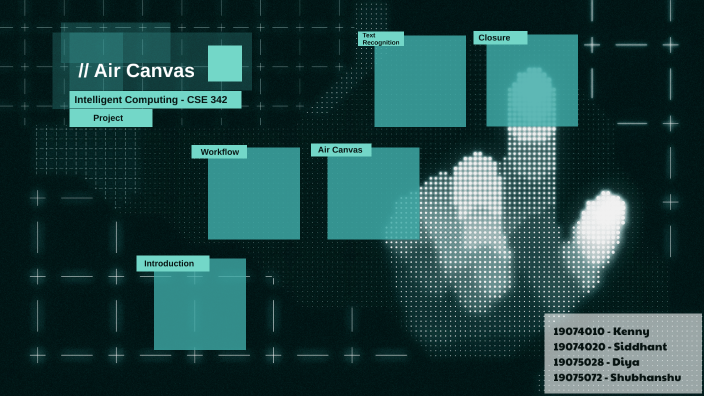 // Air Canvas
Intelligent Computing - CSE 342
Project
Text
Recognition
Closure
Workflow
Air Canvas
Introduction
19074010 - Kenny
19074020 - Siddhant
19075028 - Diya
19075072 - Shubhanshu